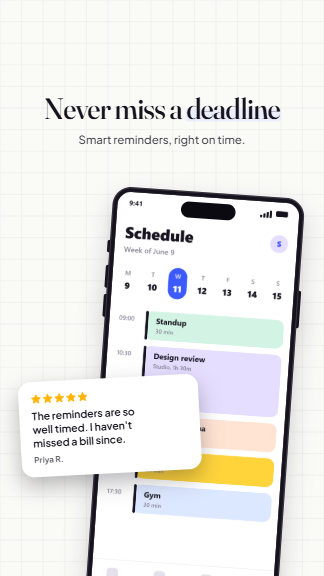 Never miss a deadline
Smart reminders, right on time.
9:41
Schedule
S
Week of June 9
M T W T F S S
9 10 11 12 13 14 15
09:00
Standup
30 min
10:30
Design review
Studio, 1h 30m
The reminders are so
well timed. I haven't
missed a bill since.
Priya R.
17:30
Gym
30 min